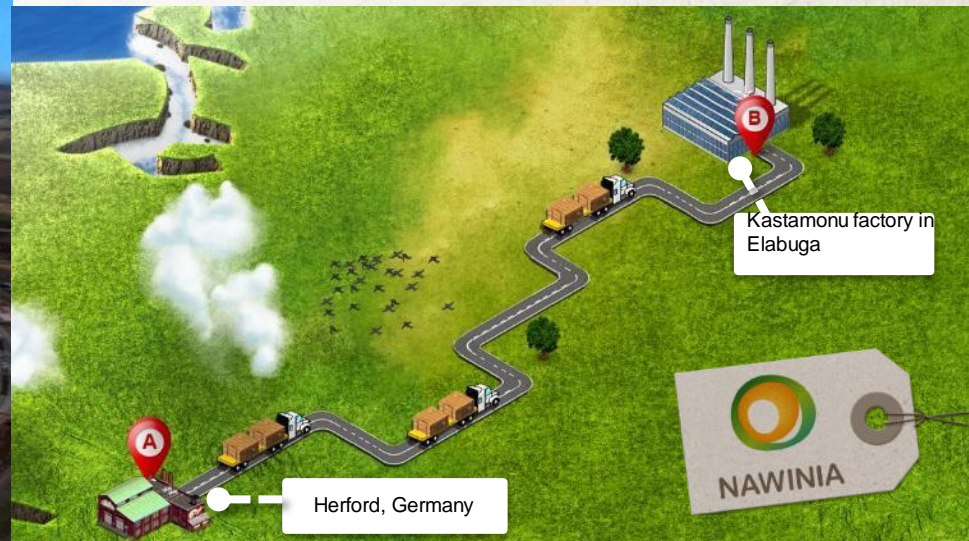 B
Kastamonu factory in
Elabuga
A
Herford, Germany
NAWINIA